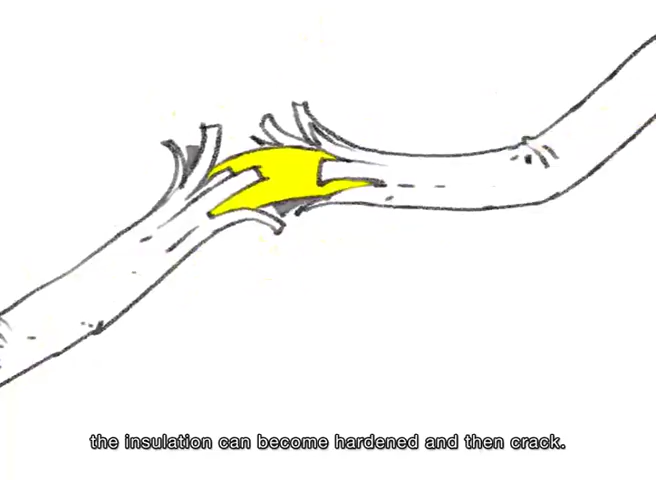 the insulation can become hardened and then crack.